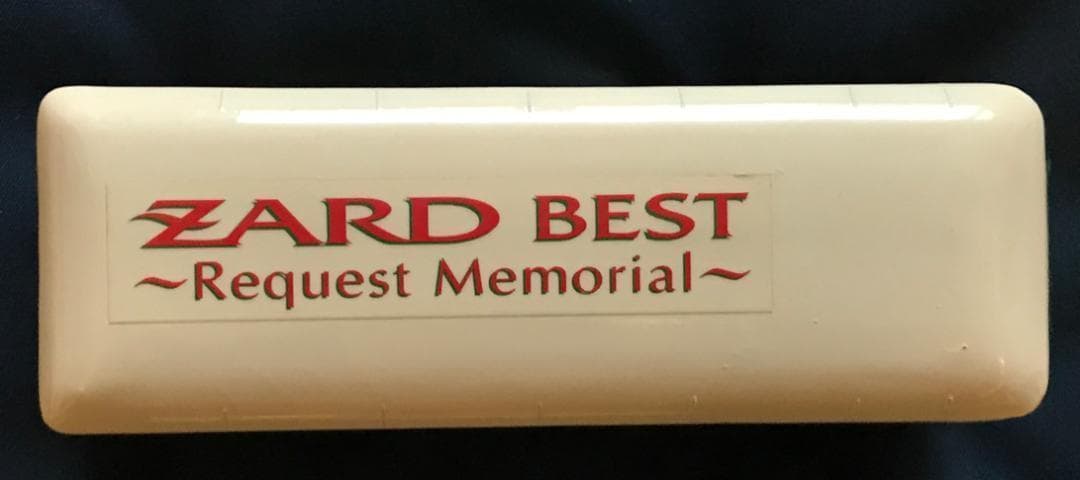 ZARD BEST
~Request Memorial~